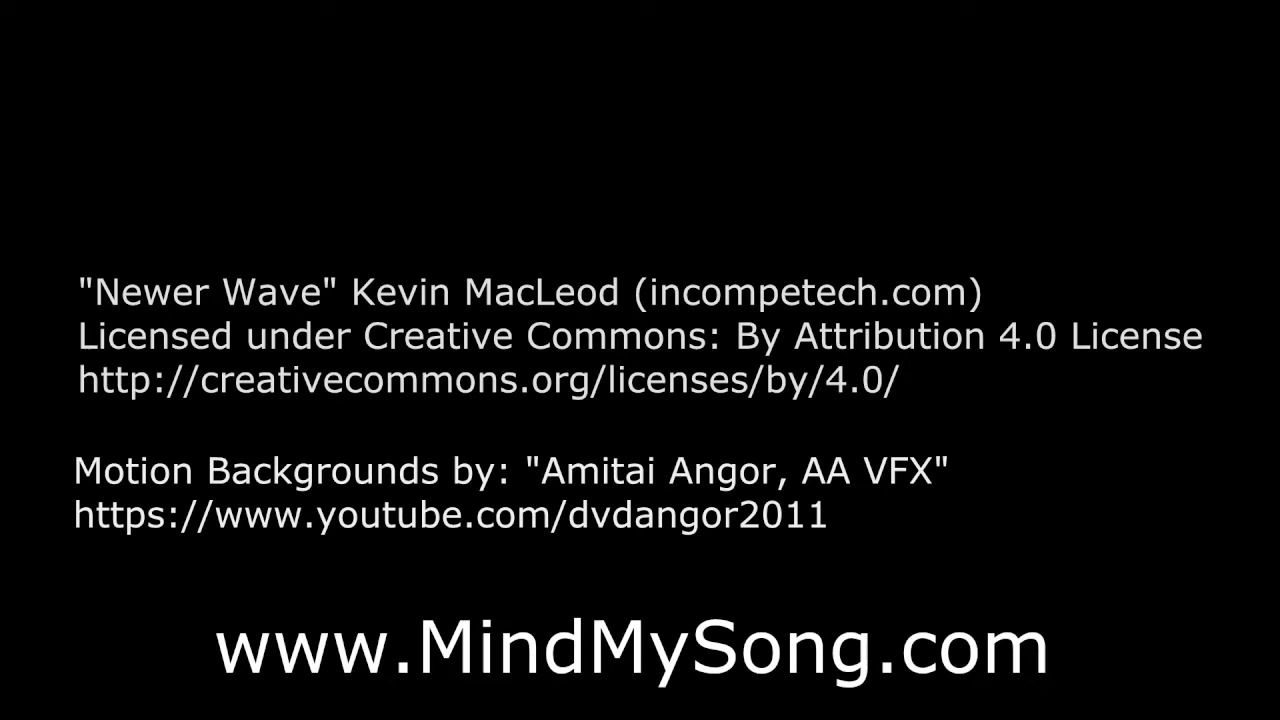 "Newer Wave" Kevin MacLeod (incompetech.com)
Licensed under Creative Commons: By Attribution 4.0 License
http://creativecommons.org/licenses/by/4.0/
Motion Backgrounds by: "Amitai Angor, AA VFX"
https://www.youtube.com/dvdangor2011
www.MindMySong.com